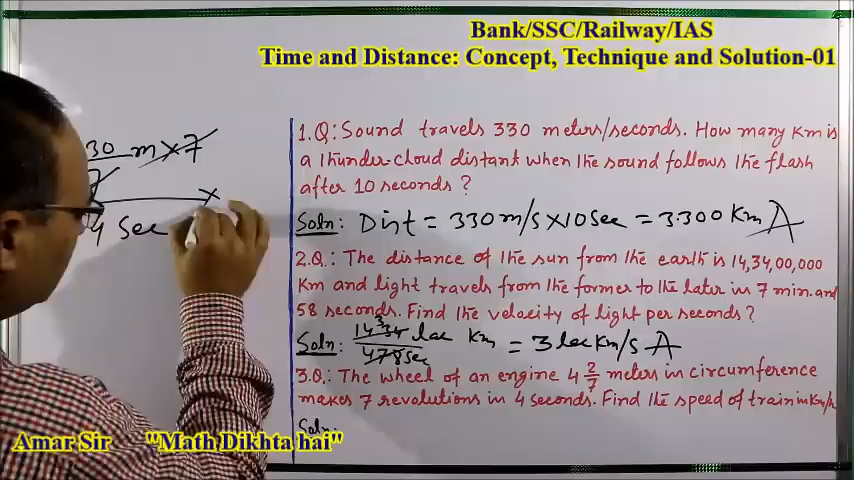 Bank/SSC/Railway/IAS
Time and Distance: Concept, Technique and Solution-01
30 m × 7
7
×
4 Sec
1.Q: Sound travels 330 meters/seconds. How many Km is
a thunder-cloud distant when the sound follows the flash
after 10 seconds ?
Soln: Dist = 330 m/s × 10 Sec = 3.300 Km A
2.Q.: The distance of the sun from the earth is 14,34,00,000
Km and light travels from the former to the later in 7 min. and
58 seconds. Find the velocity of light per seconds ?
3
Soln: 1434 lac Km = 3 lac Km/s A
478 sec
3.Q.: The wheel of an engine 4 2/7 meters in circumference
makes 7 revolutions in 4 seconds. Find the speed of train in Km/h
Soln:
Amar Sir "Math Dikhta hai"